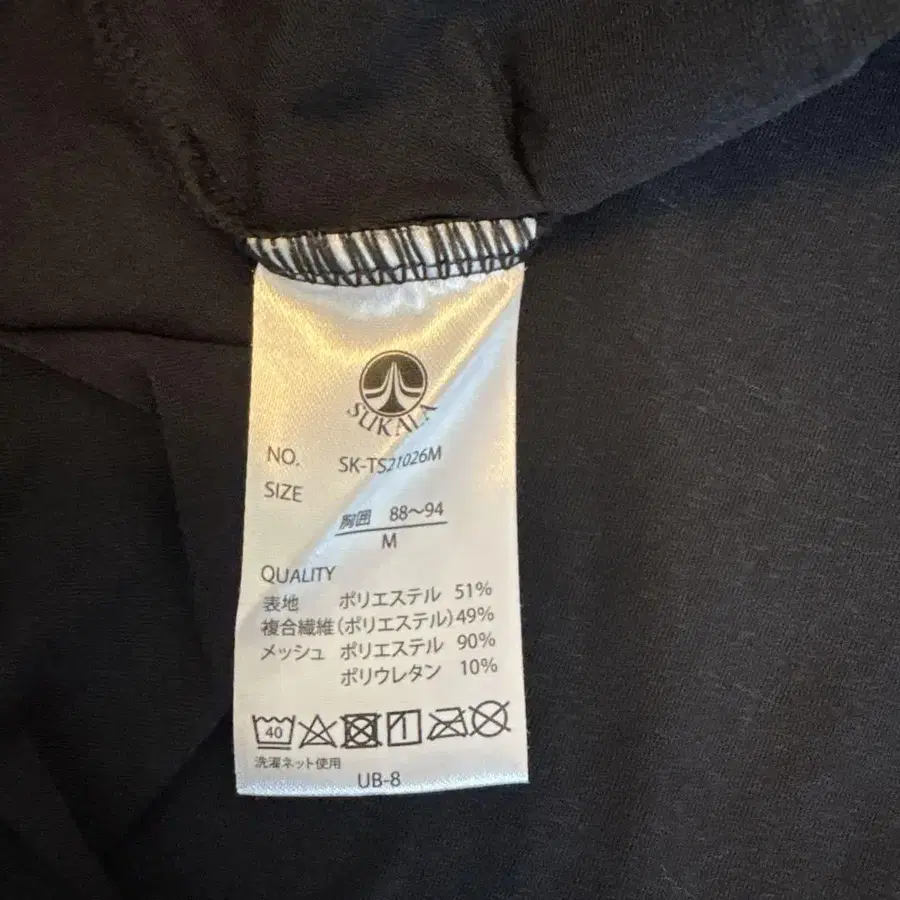 SUKALA
NO. SK-TS21026M
SIZE
胸囲 88〜94
M
QUALITY
表地 ポリエステル 51%
複合繊維(ポリエステル)49%
メッシュ ポリエステル 90%
ポリウレタン 10%
40
洗濯ネット使用
UB-8